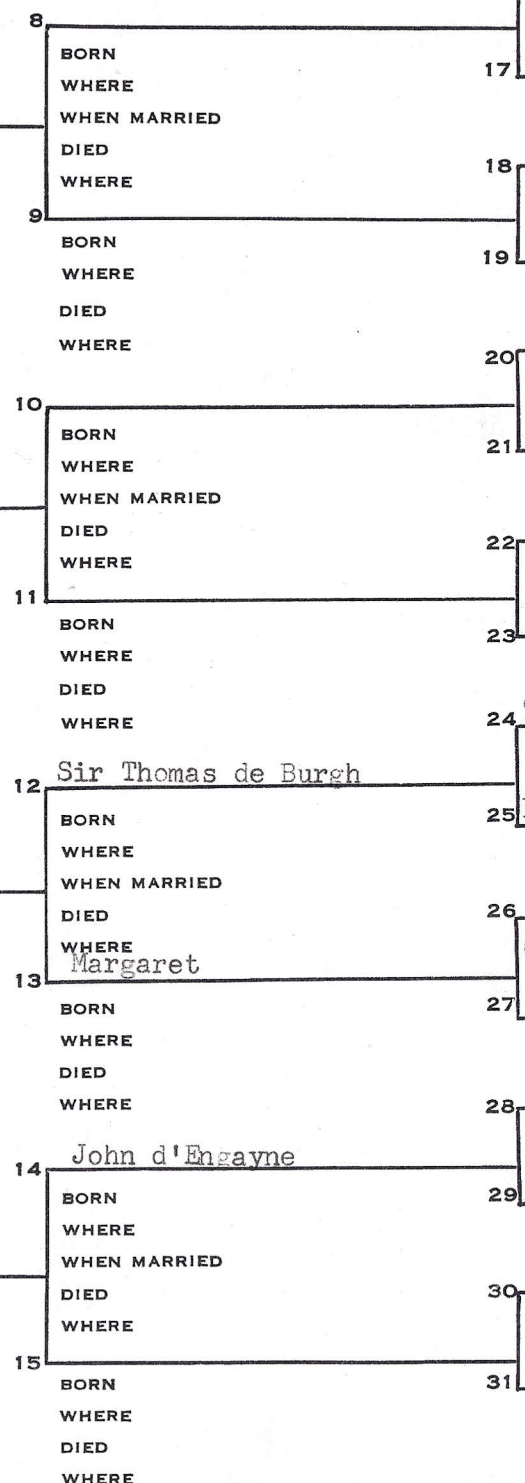 8
BORN
WHERE
WHEN MARRIED
DIED
WHERE
9
BORN
WHERE
DIED
WHERE
10
BORN
WHERE
WHEN MARRIED
DIED
WHERE
11
BORN
WHERE
DIED
WHERE
Sir Thomas de Burgh
12
BORN
WHERE
WHEN MARRIED
DIED
WHERE
Margaret
13
BORN
WHERE
DIED
WHERE
John d'Engayne
14
BORN
WHERE
WHEN MARRIED
DIED
WHERE
15
BORN
WHERE
DIED
WHERE
17
18
19
20
21
22
23
24
25
26
27
28
29
30
31